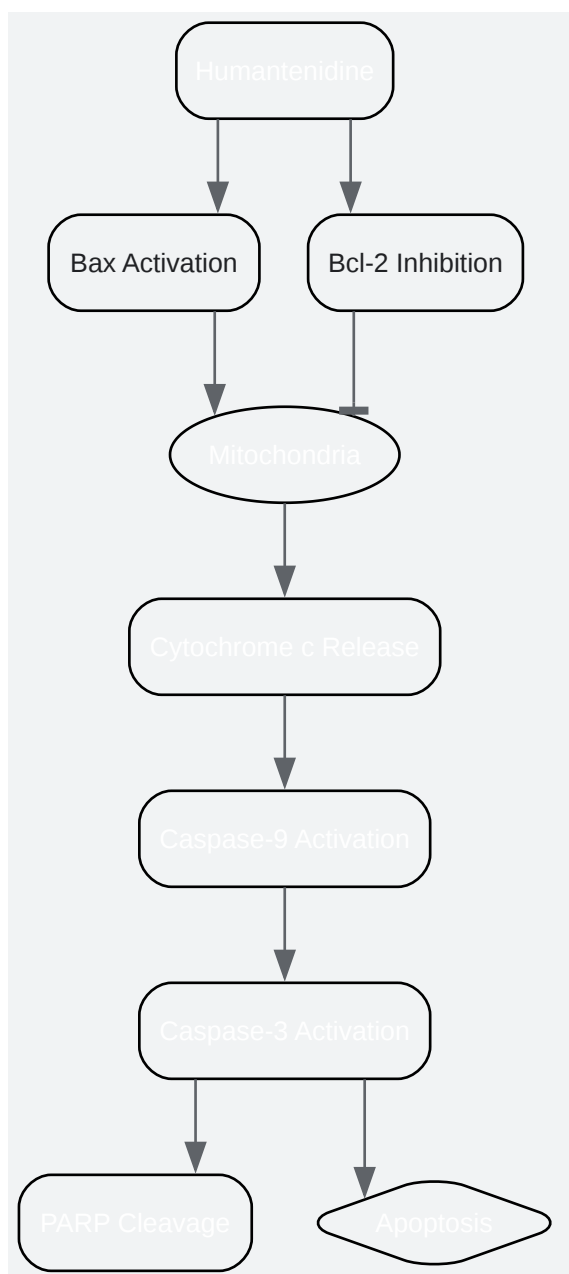 Humantenidine
Bax Activation
Bcl-2 Inhibition
Mitochondria
Cytochrome c Release
Caspase-9 Activation
Caspase-3 Activation
PARP Cleavage
Apoptosis